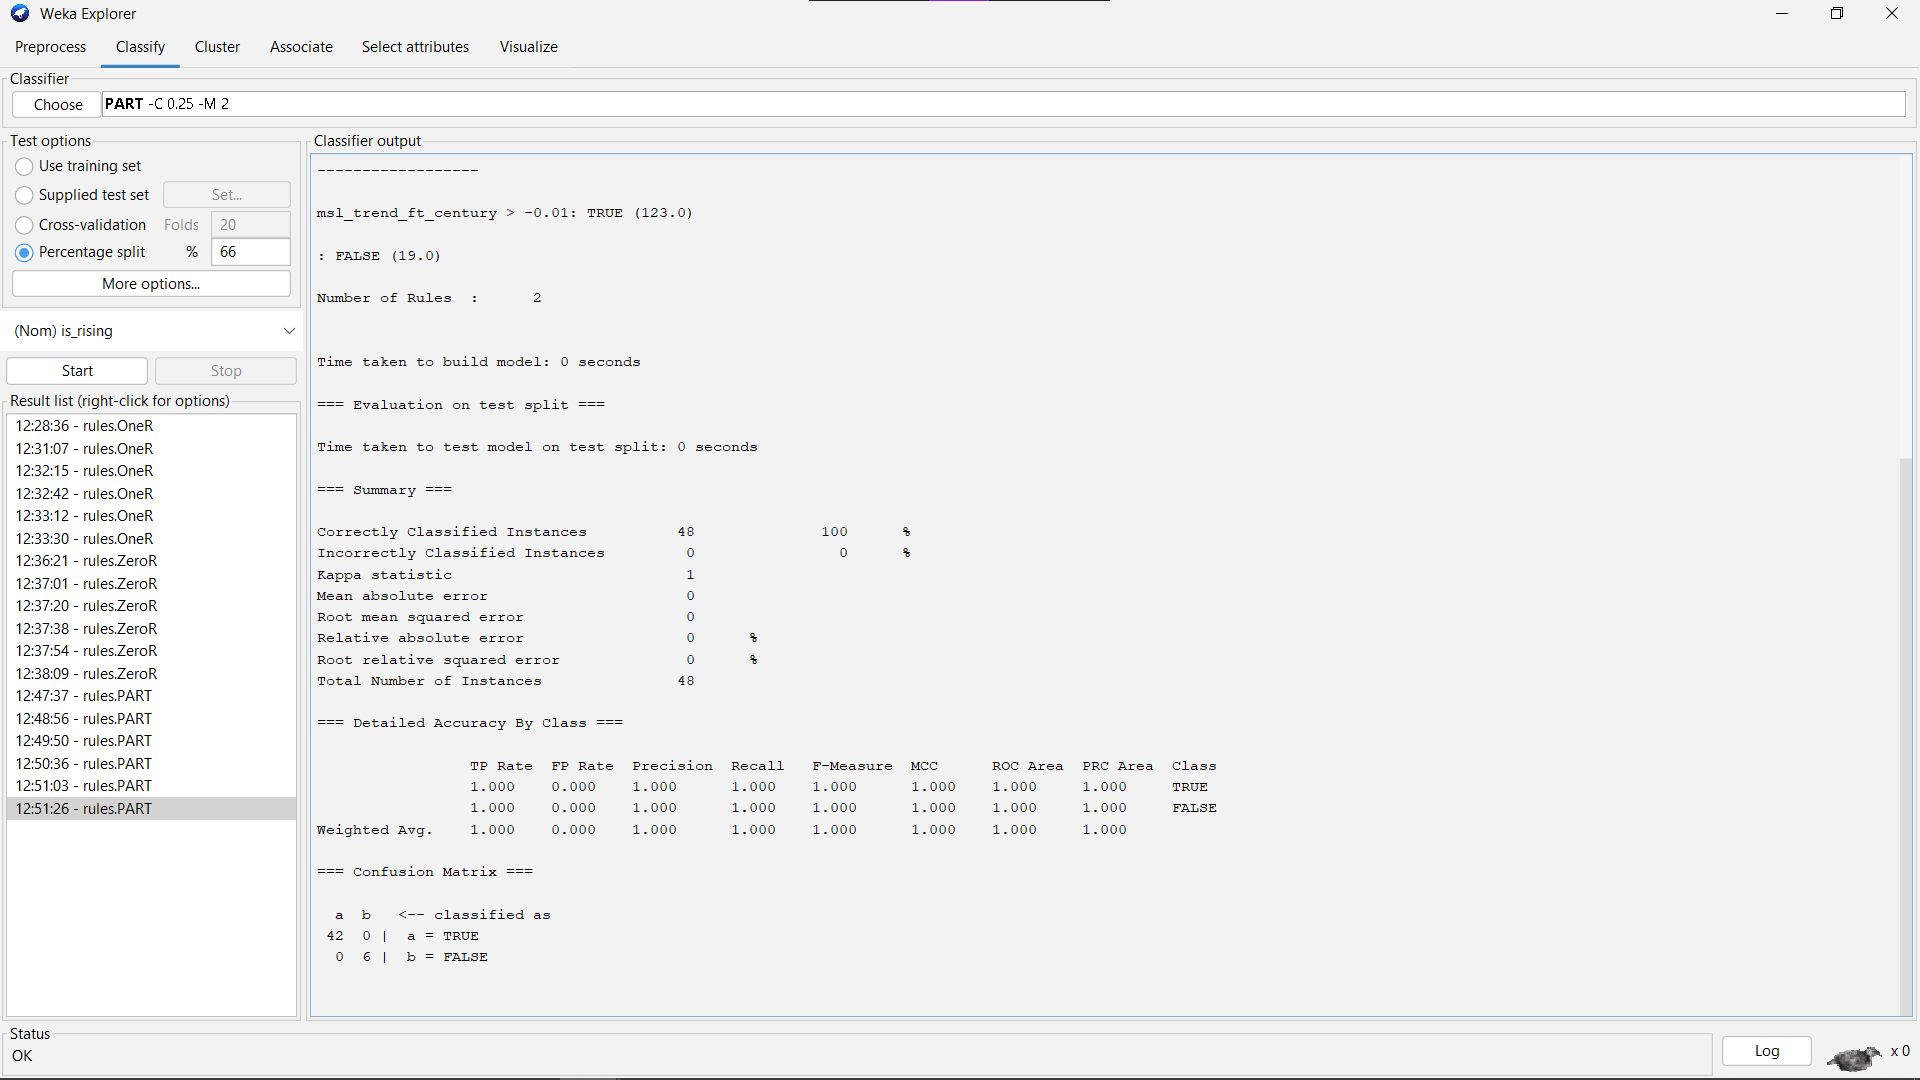 Weka Explorer
Preprocess Classify Cluster Associate Select attributes Visualize
Classifier
Choose PART -C 0.25 -M 2
Test options
Use training set
Supplied test set Set...
Cross-validation Folds 20
Percentage split % 66
More options...
(Nom) is_rising
Start Stop
Result list (right-click for options)
12:28:36 - rules.OneR
12:31:07 - rules.OneR
12:32:15 - rules.OneR
12:32:42 - rules.OneR
12:33:12 - rules.OneR
12:33:30 - rules.OneR
12:36:21 - rules.ZeroR
12:37:01 - rules.ZeroR
12:37:20 - rules.ZeroR
12:37:38 - rules.ZeroR
12:37:54 - rules.ZeroR
12:38:09 - rules.ZeroR
12:47:37 - rules.PART
12:48:56 - rules.PART
12:49:50 - rules.PART
12:50:36 - rules.PART
12:51:03 - rules.PART
12:51:26 - rules.PART
Classifier output
------------------
msl_trend_ft_century > -0.01: TRUE (123.0)
: FALSE (19.0)
Number of Rules : 2
Time taken to build model: 0 seconds
=== Evaluation on test split ===
Time taken to test model on test split: 0 seconds
=== Summary ===
Correctly Classified Instances 48 100 %
Incorrectly Classified Instances 0 0 %
Kappa statistic 1
Mean absolute error 0
Root mean squared error 0
Relative absolute error 0 %
Root relative squared error 0 %
Total Number of Instances 48
=== Detailed Accuracy By Class ===
TP Rate FP Rate Precision Recall F-Measure MCC ROC Area PRC Area Class
1.000 0.000 1.000 1.000 1.000 1.000 1.000 1.000 TRUE
1.000 0.000 1.000 1.000 1.000 1.000 1.000 1.000 FALSE
Weighted Avg. 1.000 0.000 1.000 1.000 1.000 1.000 1.000 1.000
=== Confusion Matrix ===
a b <-- classified as
42 0 | a = TRUE
0 6 | b = FALSE
Status
OK
Log x 0